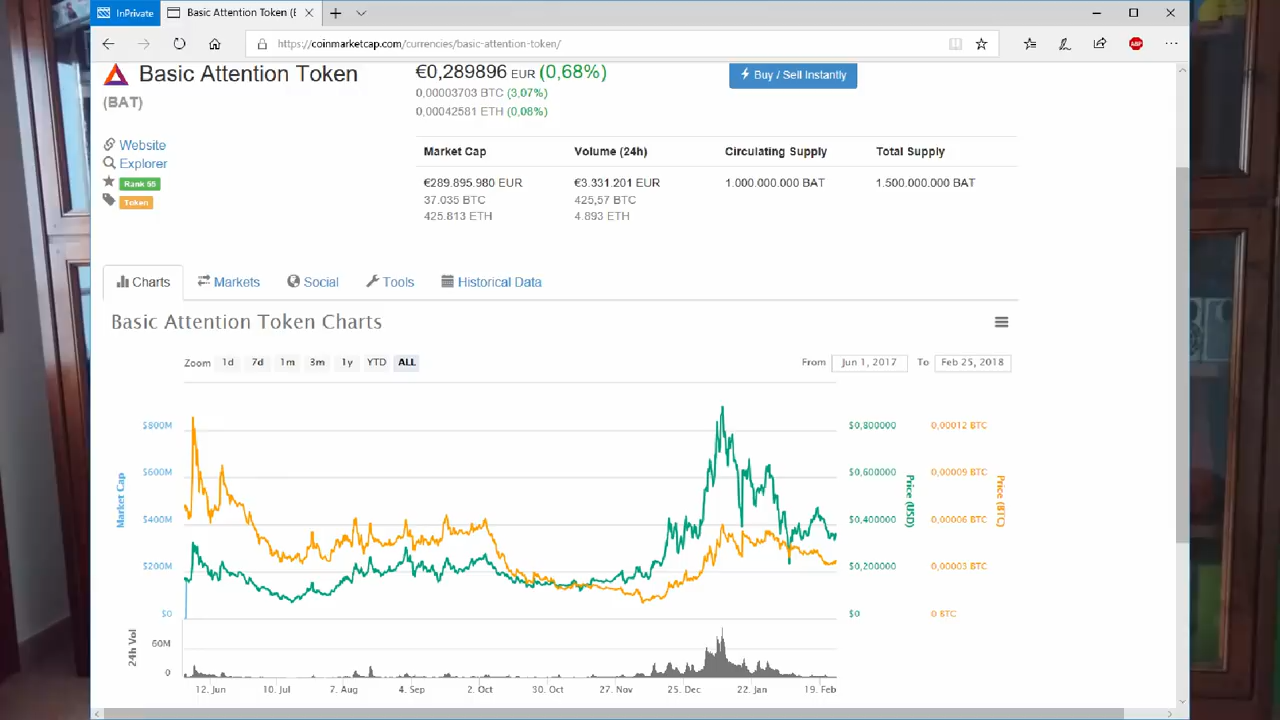 InPrivate
Basic Attention Token (E
https://coinmarketcap.com/currencies/basic-attention-token/
ABP
Basic Attention Token
(BAT)
€0,289896 EUR (0,68%)
0,00003703 BTC (3,07%)
0,00042581 ETH (0,08%)
Buy / Sell Instantly
Website
Explorer
Rank 55
Token
Market Cap Volume (24h) Circulating Supply Total Supply
€289.895.980 EUR €3.331.201 EUR 1.000.000.000 BAT 1.500.000.000 BAT
37.035 BTC 425,57 BTC
425.813 ETH 4.893 ETH
Charts Markets Social Tools Historical Data
Basic Attention Token Charts
Zoom 1d 7d 1m 3m 1y YTD ALL
From Jun 1, 2017 To Feb 25, 2018
$800M $0,800000 0,00012 BTC
$600M $0,600000 0,00009 BTC
$400M $0,400000 0,00006 BTC
$200M $0,200000 0,00003 BTC
$0 $0 0 BTC
Market Cap
Price (USD)
Price (BTC)
24h Vol
60M
0
12. Jun 10. Jul 7. Aug 4. Sep 2. Oct 30. Oct 27. Nov 25. Dec 22. Jan 19. Feb